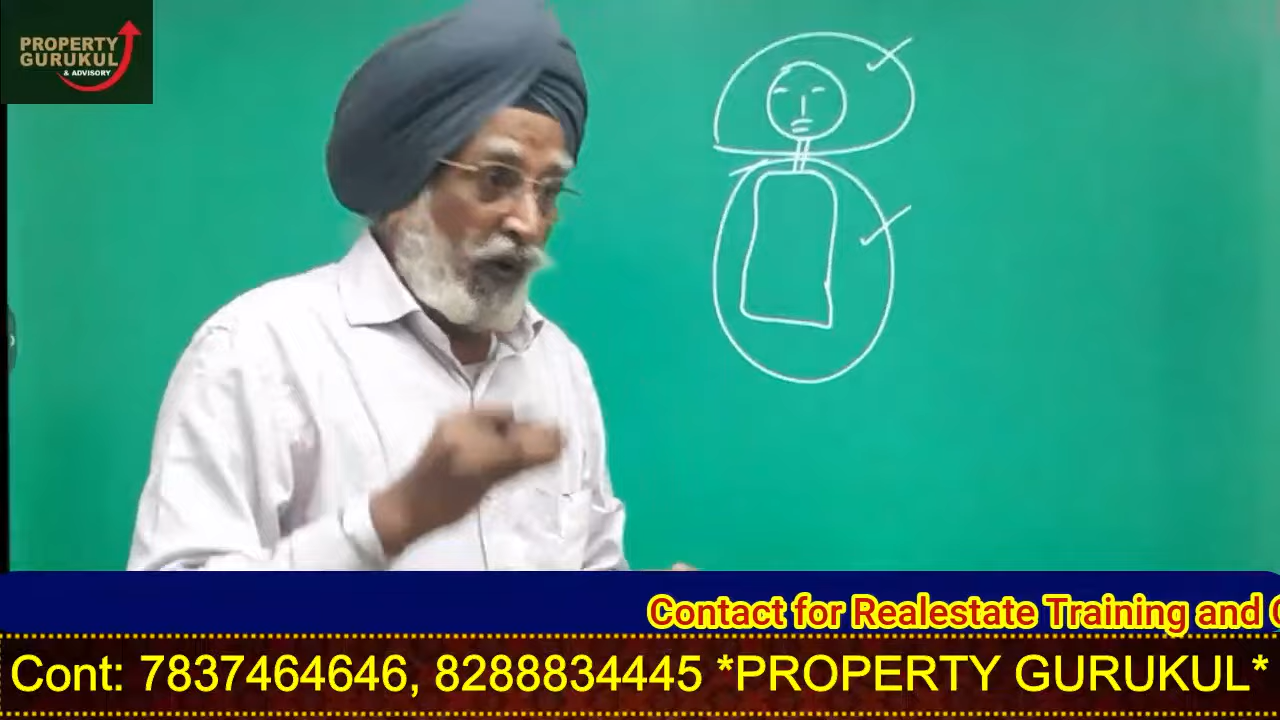 PROPERTY
GURUKUL
& ADVISORY
Contact for Realestate Training and
Cont: 7837464646, 8288834445 *PROPERTY GURUKUL*